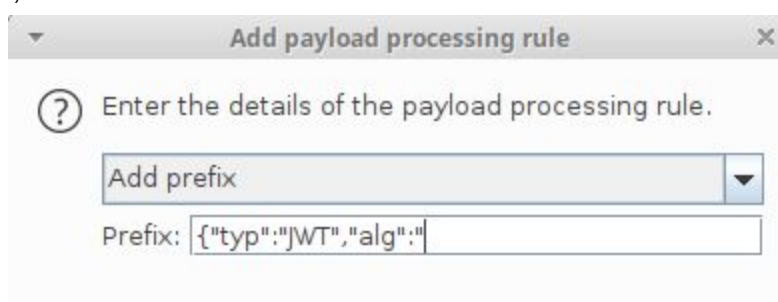 Add payload processing rule
Enter the details of the payload processing rule.
Add prefix
Prefix: {"typ":"JWT","alg":"